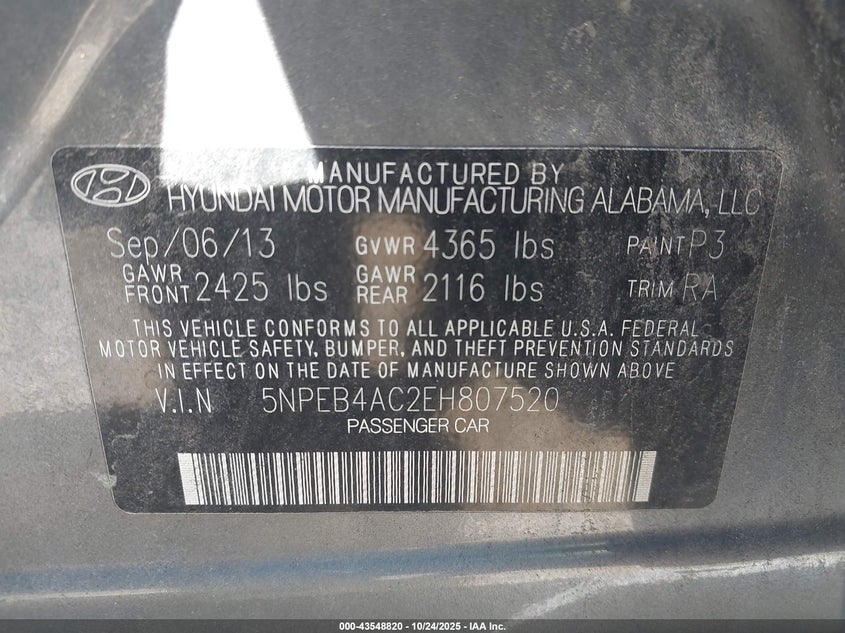 MANUFACTURED BY
HYUNDAI MOTOR MANUFACTURING ALABAMA, LLC
Sep/06/13 GVWR 4365 lbs PAINT P3
GAWR FRONT 2425 lbs GAWR REAR 2116 lbs TRIM RA
THIS VEHICLE CONFORMS TO ALL APPLICABLE U.S.A. FEDERAL
MOTOR VEHICLE SAFETY, BUMPER, AND THEFT PREVENTION STANDARDS
IN EFFECT ON THE DATE OF MANUFACTURE SHOWN ABOVE.
V.I.N 5NPEB4AC2EH807520
PASSENGER CAR
000-43548820 - 10/24/2025 - IAA Inc.